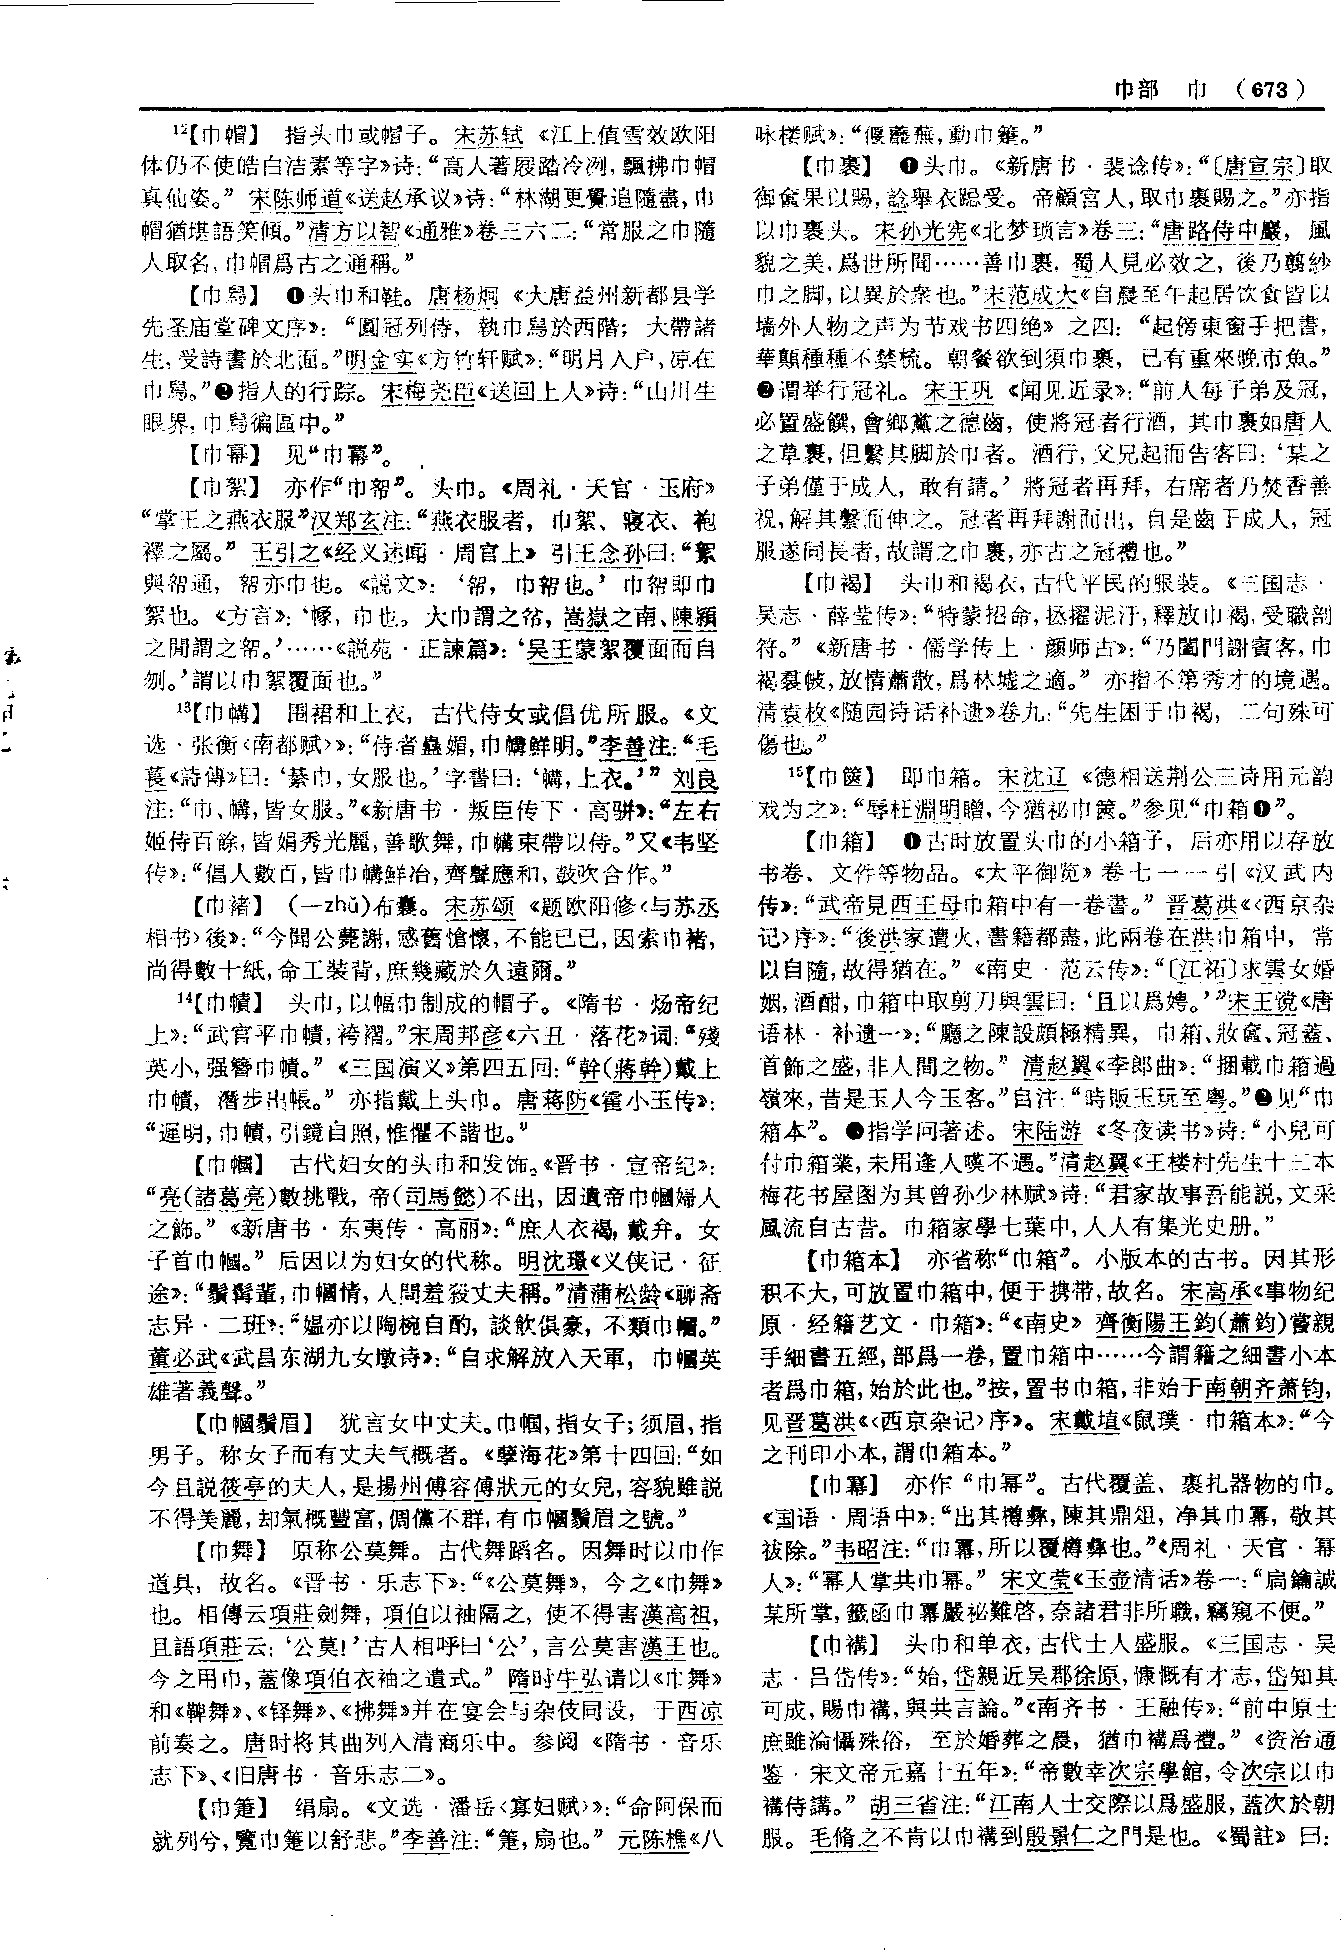 巾部 巾 (673)
12【巾帽】 指头巾或帽子。宋苏轼《江上值雪效欧阳
体仍不使皓白洁素等字》诗：“高人著屐踏冷冽，飄拂巾帽
真仙姿。” 宋陈师道《送赵承议》诗：“林湖更覺追隨盡，巾
帽猶堪語笑傾。”清方以智《通雅》卷三六二：“常服之巾隨
人取名，巾帽爲古之通稱。”
【巾舄】 ❶头巾和鞋。唐杨炯《大唐益州新都县学
先圣庙堂碑文序》：“圜冠列侍，執巾舄於西階；大帶諸
生，受詩書於北面。”明金实《方竹轩赋》：“明月入户，凉在
巾舄。”❷指人的行踪。宋梅尧臣《送回上人》诗：“山川生
眼界，巾舄徧區中。”
【巾冪】 见“巾幂”。
【巾絮】 亦作“巾帤”。头巾。《周礼·天官·玉府》
“掌王之燕衣服”汉郑玄注：“燕衣服者，巾絮、寢衣、袍
襗之屬。” 王引之《经义述闻·周官上》引王念孙曰：“絮
與帤通，帤亦巾也。《説文》：‘帤，巾帤也。’巾帤即巾
絮也。《方言》：‘幏，巾也。大巾謂之㡋，嵩嶽之南、陳潁
之閒謂之帤。’……《説苑·正諫篇》：‘吴王蒙絮覆面而自
刎。’謂以巾絮覆面也。”
13【巾幬】 围裙和上衣，古代侍女或倡优所服。《文
选·张衡〈南都赋〉》：“侍者蠱媚，巾幬鮮明。”李善注：“毛
萇《詩傳》曰：‘綦巾，女服也。’字書曰：‘幬，上衣。’” 刘良
注：“巾、幬，皆女服。”《新唐书·叛臣传下·高骈》：“左右
姬侍百餘，皆娟秀光麗，善歌舞，巾幬束帶以侍。”又《韦坚
传》：“倡人數百，皆巾幬鮮冶，齊聲應和，鼓吹合作。”
【巾褚】 (一zhǔ)布囊。宋苏颂《题欧阳修〈与苏丞
相书〉後》：“今聞公薨謝，感舊愴懷，不能已已，因索巾褚，
尚得數十紙，命工裝背，庶幾藏於久遠爾。”
14【巾幘】 头巾，以幅巾制成的帽子。《隋书·炀帝纪
上》：“武官平巾幘，袴褶。”宋周邦彦《六丑·落花》词：“殘
英小，强簪巾幘。”《三国演义》第四五回：“幹(蔣幹)戴上
巾幘，潛步出帳。” 亦指戴上头巾。唐蒋防《霍小玉传》：
“遲明，巾幘，引鏡自照，惟懼不諧也。”
【巾幗】 古代妇女的头巾和发饰。《晋书·宣帝纪》：
“亮(諸葛亮)數挑戰，帝(司馬懿)不出，因遺帝巾幗婦人
之飾。”《新唐书·东夷传·高丽》：“庶人衣褐，戴弁。女
子首巾幗。” 后因以为妇女的代称。明沈璟《义侠记·征
途》：“鬚髯輩，巾幗情，人間羞殺丈夫稱。”清蒲松龄《聊斋
志异·二班》：“媪亦以陶椀自酌，談飲俱豪，不類巾幗。”
董必武《武昌东湖九女墩诗》：“自求解放入天軍，巾幗英
雄著義聲。”
【巾幗鬚眉】 犹言女中丈夫。巾帼，指女子；须眉，指
男子。称女子而有丈夫气概者。《孽海花》第十四回：“如
今且説筱亭的夫人，是揚州傅容傅狀元的女兒，容貌雖説
不得美麗，却氣概豐富，倜儻不群，有巾幗鬚眉之號。”
【巾舞】 原称公莫舞。古代舞蹈名。因舞时以巾作
道具，故名。《晋书·乐志下》：“《公莫舞》，今之《巾舞》
也。相傳云項莊劍舞，項伯以袖隔之，使不得害漢高祖，
且語項莊云：‘公莫！’古人相呼曰‘公’，言公莫害漢王也。
今之用巾，蓋像項伯衣袖之遺式。” 隋时牛弘请以《巾舞》
和《鞞舞》、《铎舞》、《拂舞》并在宴会与杂伎同设，于西凉
前奏之。唐时将其曲列入清商乐中。参阅《隋书·音乐
志下》、《旧唐书·音乐志二》。
【巾箑】 绢扇。《文选·潘岳〈寡妇赋〉》：“命阿保而
就列兮，覽巾箑以舒悲。”李善注：“箑，扇也。” 元陈樵《八
咏楼赋》：“偃蘼蕪，動巾箑。”
【巾裹】 ❶头巾。《新唐书·裴谂传》：“〔唐宣宗〕取
御奩果以賜，諗舉衣跽受。帝顧宫人，取巾裹賜之。”亦指
以巾裹头。宋孙光宪《北梦琐言》卷三：“唐路侍中巖，風
貌之美，爲世所聞……善巾裹，蜀人見必效之，後乃翦紗
巾之脚，以異於衆也。”宋范成大《自晨至午起居饮食皆以
墙外人物之声为节戏书四绝》之四：“起傍東窗手把書，
華顛種種不禁梳。朝餐欲到須巾裹，已有重來晚市魚。”
❷谓举行冠礼。宋王巩《闻见近录》：“前人每子弟及冠，
必置盛饌，會鄉黨之德齒，使將冠者行酒，其巾裹如唐人
之草裹，但繫其脚於巾者。酒行，父兄起而告客曰：‘某之
子弟僅于成人，敢有請。’將冠者再拜，右席者乃焚香善
祝，解其繫而伸之。冠者再拜謝而出，自是齒于成人，冠
服遂同長者，故謂之巾裹，亦古之冠禮也。”
【巾褐】 头巾和褐衣，古代平民的服装。《三国志·
吴志·薛莹传》：“特蒙招命，拯擢泥汙，釋放巾褐，受職剖
符。”《新唐书·儒学传上·颜师古》：“乃闔門謝賓客，巾
褐裂帔，放情蕭散，爲林墟之適。” 亦指不第秀才的境遇。
清袁枚《随园诗话补遗》卷九：“先生困于巾褐，二句殊可
傷也。”
15【巾箧】 即巾箱。宋沈辽《德相送荆公三诗用元韵
戏为之》：“辱枉淵明贈，今猶祕巾篋。”参见“巾箱❶”。
【巾箱】 ❶古时放置头巾的小箱子，后亦用以存放
书卷、文件等物品。《太平御览》卷七一一引《汉武内
传》：“武帝見西王母巾箱中有一卷書。” 晋葛洪《〈西京杂
记〉序》：“後洪家遭火，書籍都盡，此兩卷在洪巾箱中，常
以自隨，故得猶在。”《南史·范云传》：“〔江祏〕求雲女婚
姻，酒酣，巾箱中取剪刀與雲曰：‘且以爲娉。’”宋王谠《唐
语林·补遗一》：“廳之陳設頗極精異，巾箱、妝奩、冠蓋、
首飾之盛，非人間之物。” 清赵翼《李郎曲》：“捆載巾箱過
嶺來，昔是玉人今玉客。”自注：“時販玉玩至粤。”❷见“巾
箱本”。❸指学问著述。宋陆游《冬夜读书》诗：“小兒可
付巾箱業，未用逢人嘆不遇。”清赵翼《王楼村先生十三本
梅花书屋图为其曾孙少林赋》诗：“君家故事吾能説，文采
風流自古昔。巾箱家學七葉中，人人有集光史册。”
【巾箱本】 亦省称“巾箱”。小版本的古书。因其形
积不大，可放置巾箱中，便于携带，故名。宋高承《事物纪
原·经籍艺文·巾箱》：“《南史》齊衡陽王鈞(蕭鈞)嘗親
手細書五經，部爲一卷，置巾箱中……今謂籍之細書小本
者爲巾箱，始於此也。”按，置书巾箱，非始于南朝齐萧钧，
见晋葛洪《〈西京杂记〉序》。宋戴埴《鼠璞·巾箱本》：“今
之刊印小本，謂巾箱本。”
【巾冪】 亦作“巾幂”。古代覆盖、裹扎器物的巾。
《国语·周语中》：“出其樽彝，陳其鼎俎，净其巾冪，敬其
祓除。”韦昭注：“巾冪，所以覆樽彝也。”《周礼·天官·幂
人》：“冪人掌共巾冪。” 宋文莹《玉壶清话》卷一：“扃鑰誠
某所掌，籤函巾冪嚴祕難啓，奈諸君非所職，竊窺不便。”
【巾褠】 头巾和单衣，古代士人盛服。《三国志·吴
志·吕岱传》：“始，岱親近吴郡徐原，慷慨有才志，岱知其
可成，賜巾褠，與共言論。”《南齐书·王融传》：“前中原士
庶雖淪懾殊俗，至於婚葬之晨，猶巾褠爲禮。”《资治通
鉴·宋文帝元嘉十五年》：“帝數幸次宗學館，令次宗以巾
褠侍講。” 胡三省注：“江南人士交際以爲盛服，蓋次於朝
服。毛脩之不肯以巾褠到殷景仁之門是也。《蜀註》曰：